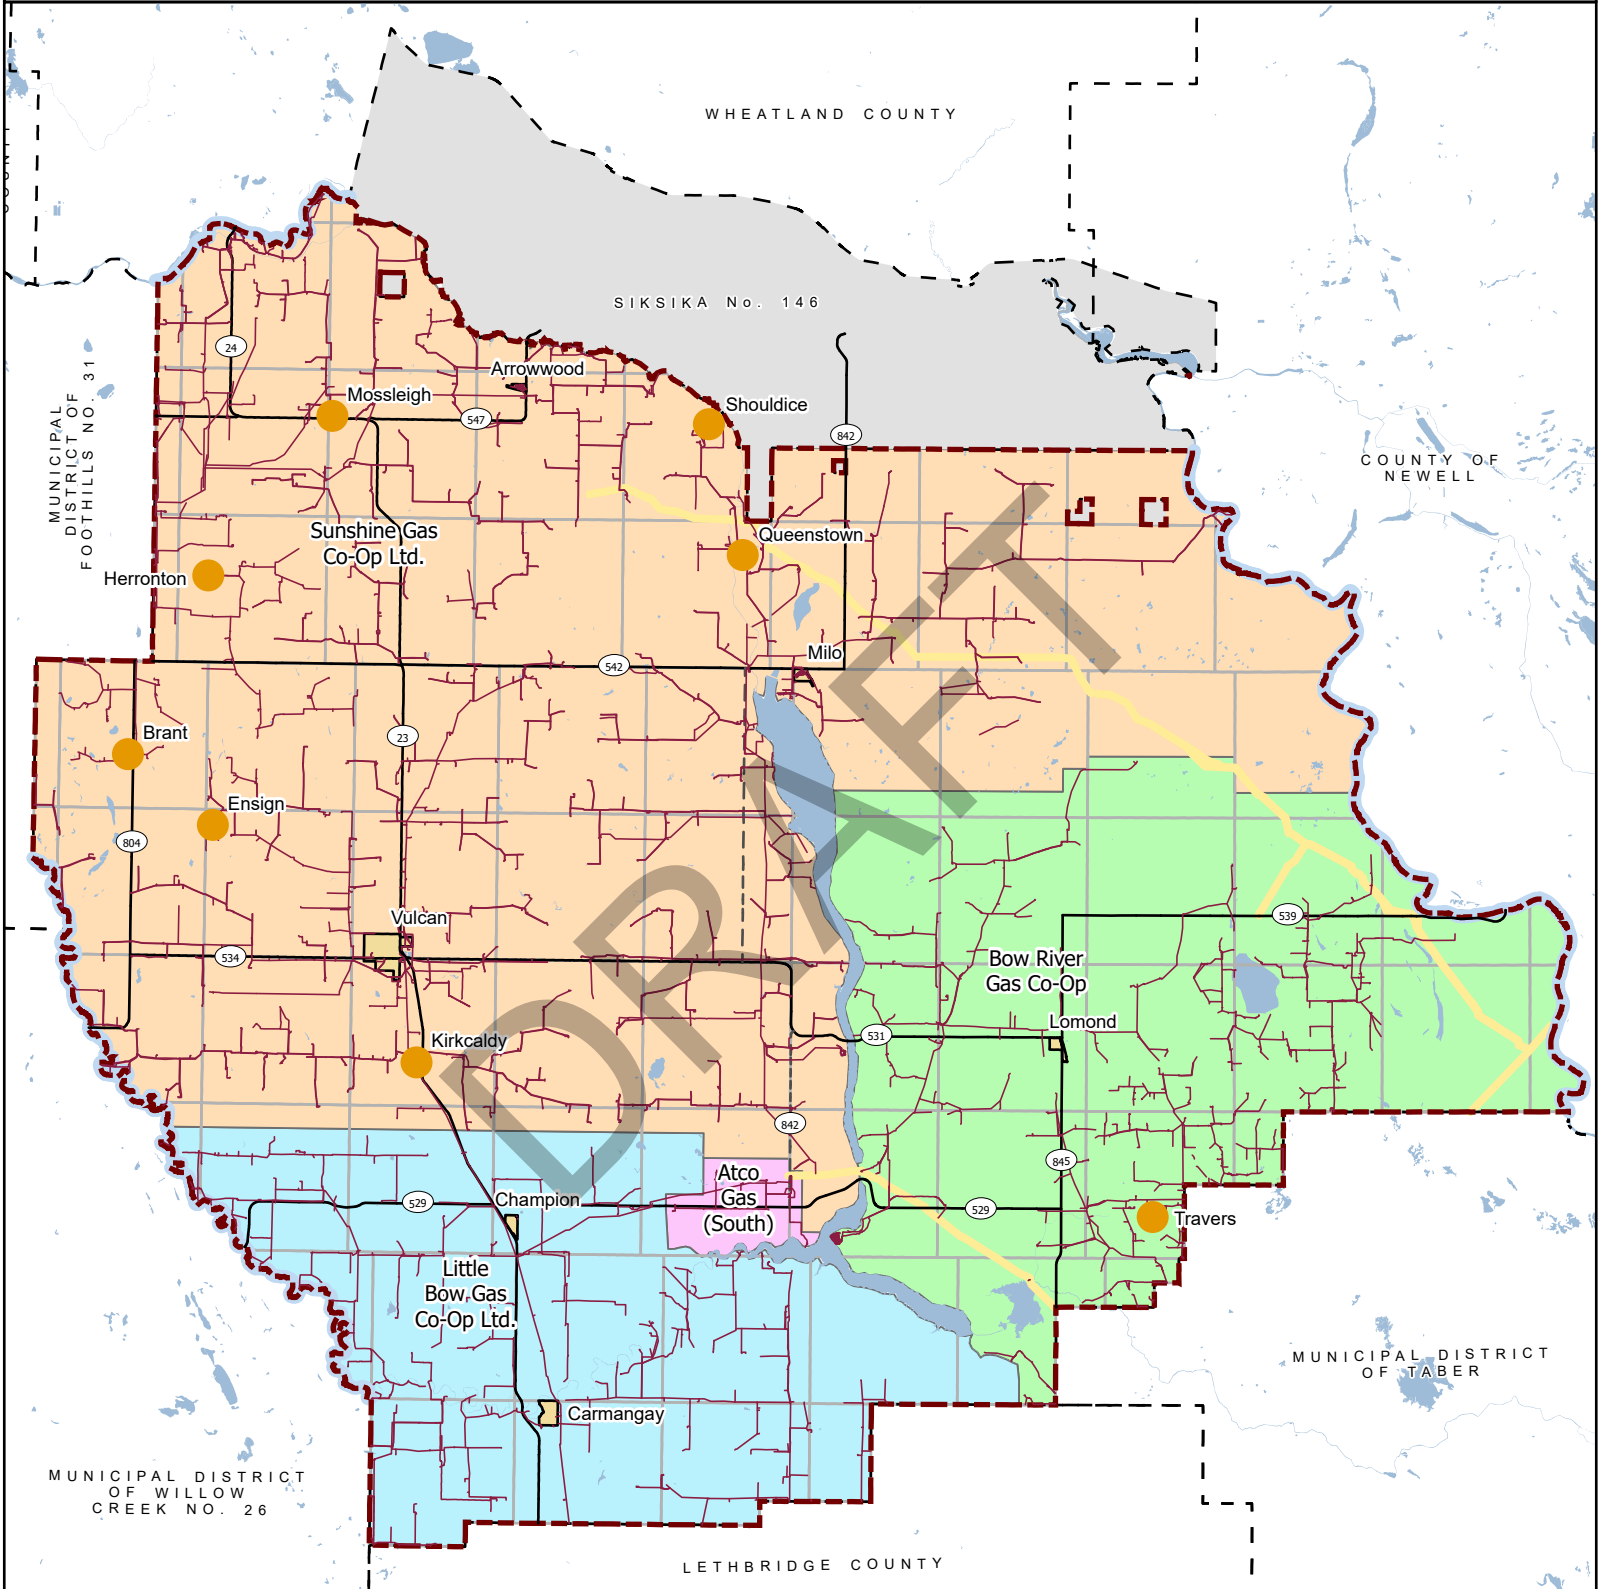 WHEATLAND COUNTY
SIKSIKA No. 146
COUNTY
24
Arrowwood
Mossleigh
547
Shouldice
842
MUNICIPAL
DISTRICT OF
FOOTHILLS NO. 31
COUNTY OF
NEWELL
Sunshine Gas
Co-Op Ltd.
Queenstown
Herronton
Milo
542
Brant
23
Ensign
804
DRAFT
Vulcan
534
539
Bow River
Gas Co-Op
Lomond
531
Kirkcaldy
842
845
Atco
Gas
(South)
529
Champion
529
Travers
Little
Bow Gas
Co-Op Ltd.
MUNICIPAL DISTRICT
OF TABER
Carmangay
MUNICIPAL DISTRICT
OF WILLOW
CREEK NO. 26
LETHBRIDGE COUNTY